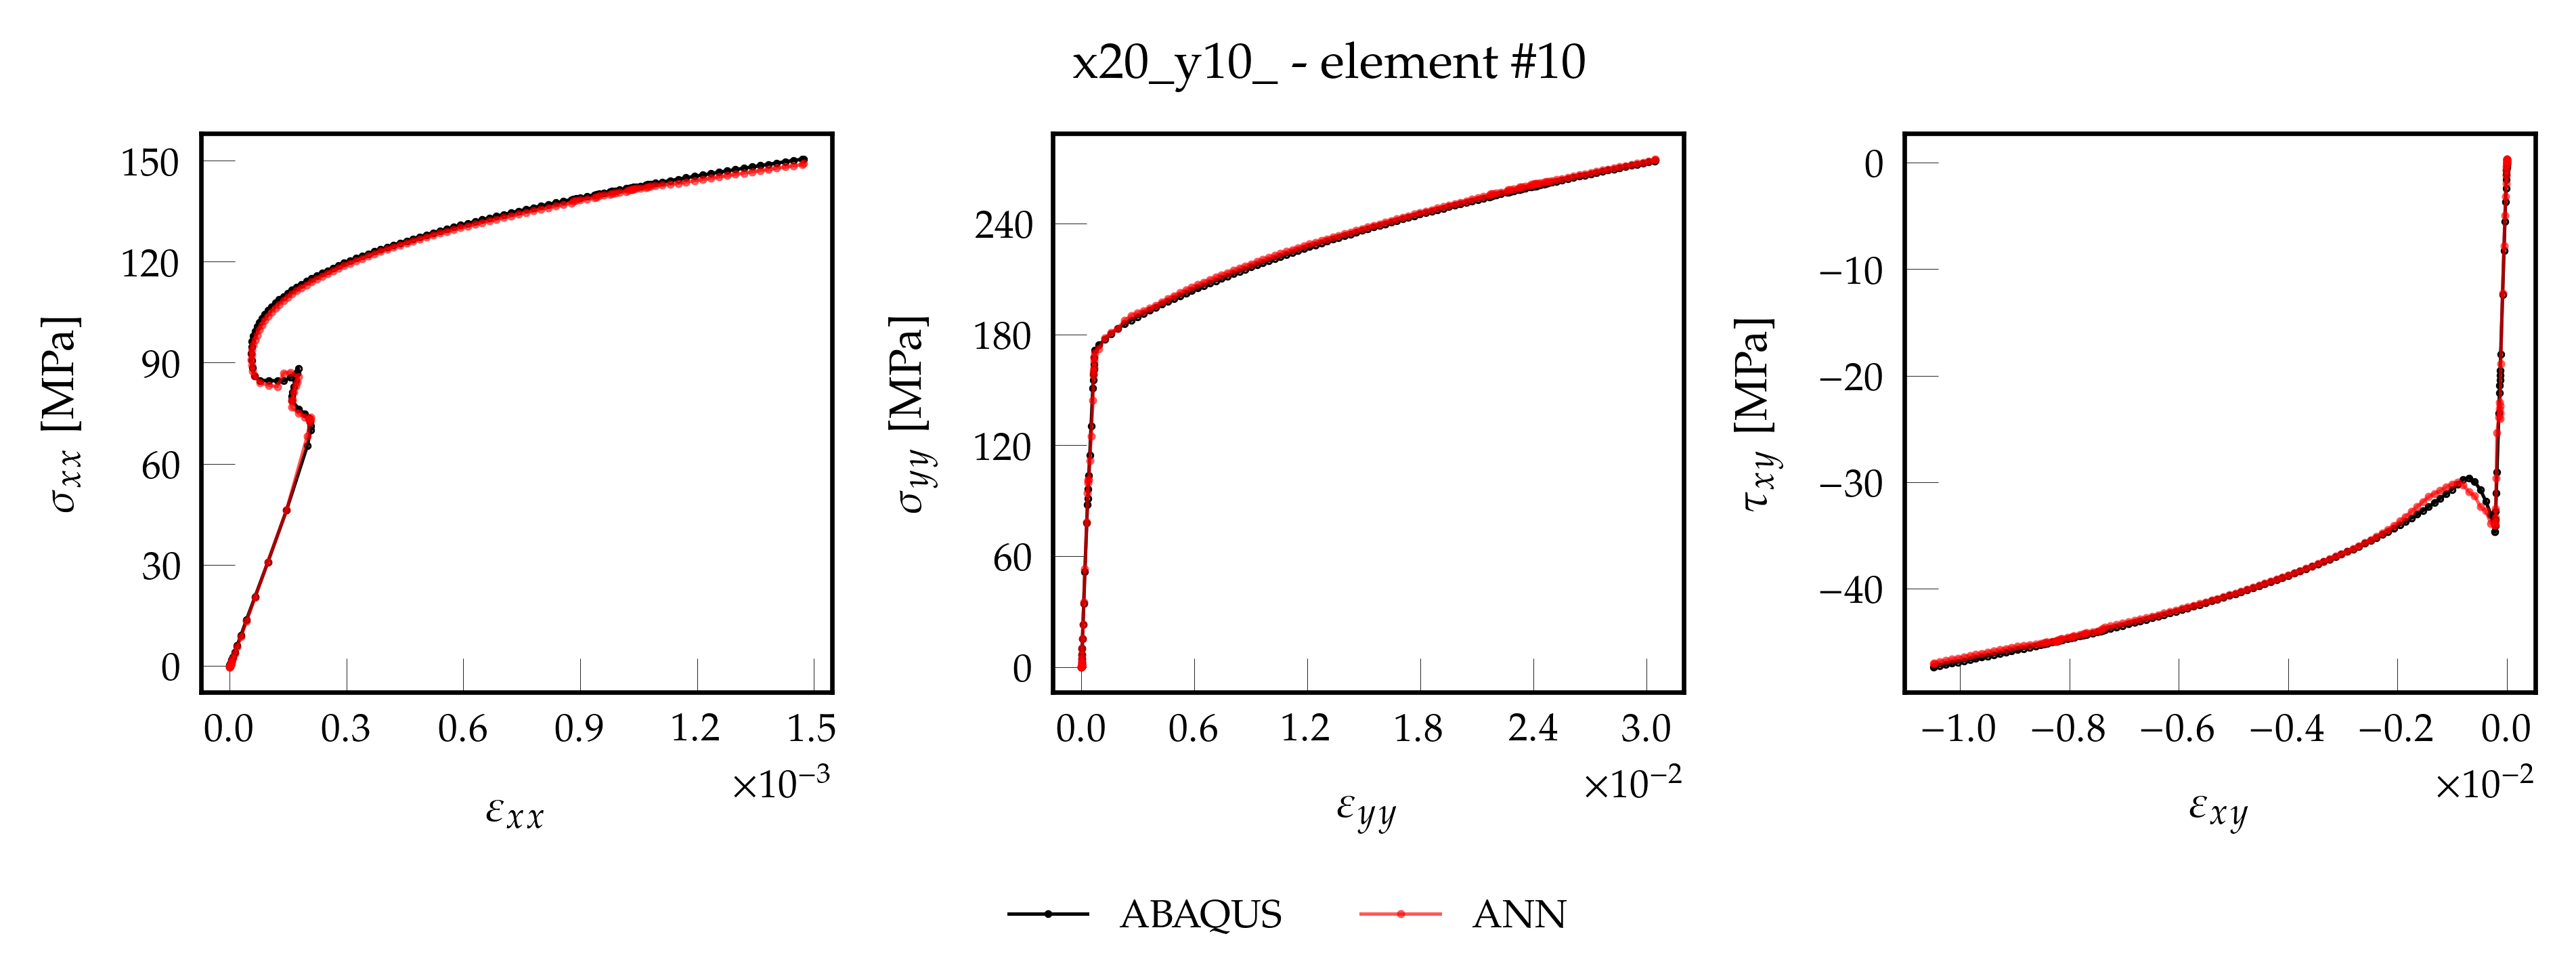 x20_y10_ - element #10
σxx [MPa]
150
120
90
60
30
0
0.0 0.3 0.6 0.9 1.2 1.5
×10−3
εxx
σyy [MPa]
240
180
120
60
0
0.0 0.6 1.2 1.8 2.4 3.0
×10−2
εyy
τxy [MPa]
0
−10
−20
−30
−40
−1.0 −0.8 −0.6 −0.4 −0.2 0.0
×10−2
εxy
ABAQUS ANN